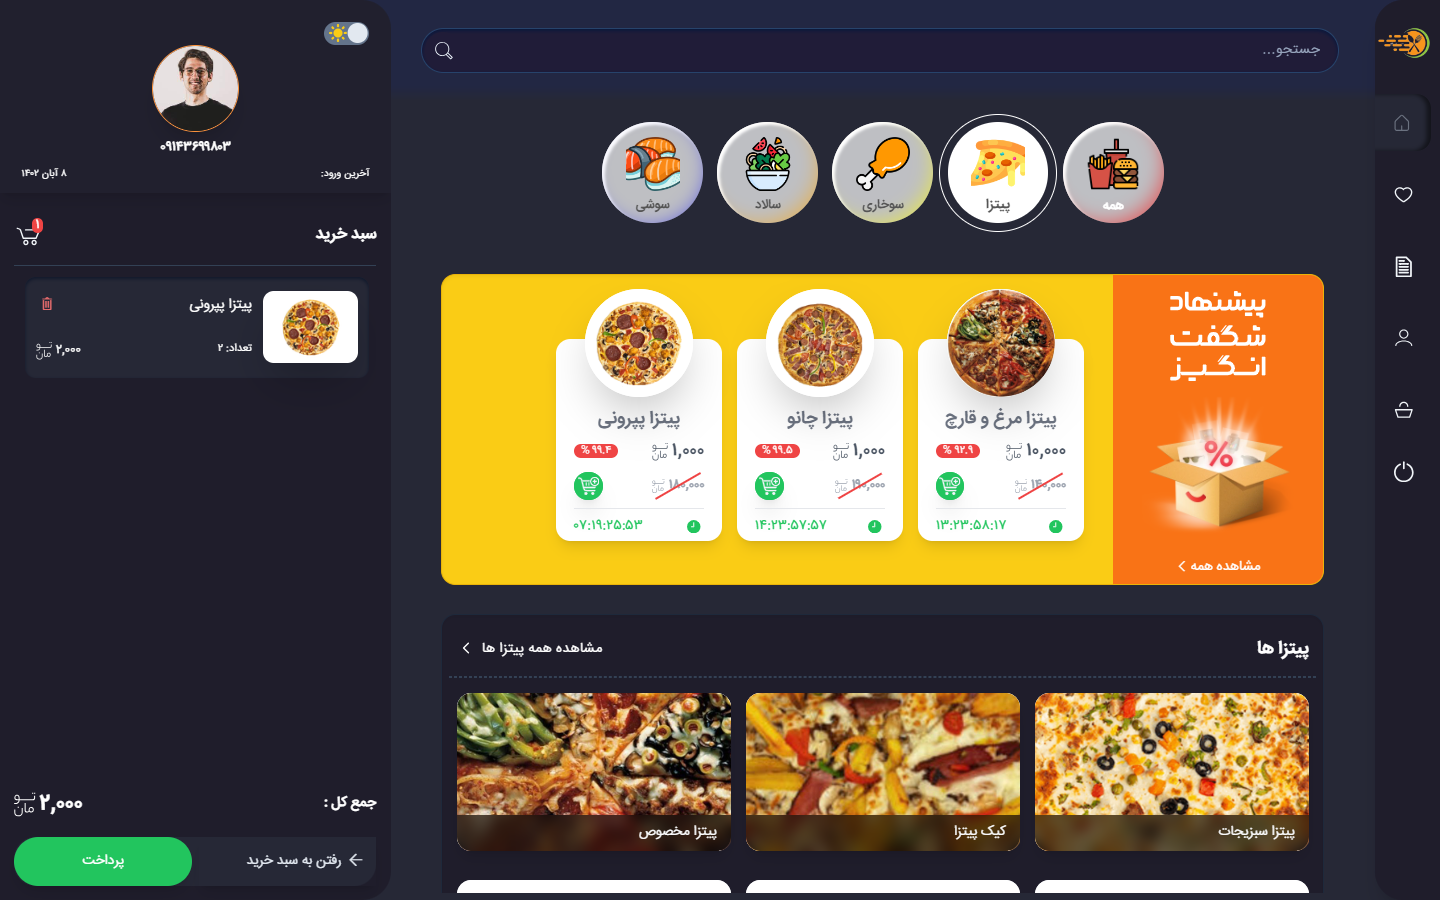 جستجو...
همه
پیتزا
سوخاری
سالاد
سوشی
پیشنهاد
شگفت
انگیز
%
مشاهده همه
پیتزا مرغ و قارچ
۱۰,۰۰۰ تومان
۹۲.۹ %
۱۴۰,۰۰۰ تومان
۱۳:۲۳:۵۸:۱۷
پیتزا چانو
۱,۰۰۰ تومان
۹۹.۵ %
۱۹۰,۰۰۰ تومان
۱۴:۲۳:۵۷:۵۷
پیتزا پپرونی
۱,۰۰۰ تومان
۹۹.۴ %
۱۸۰,۰۰۰ تومان
۰۷:۱۹:۲۵:۵۳
پیتزا ها
مشاهده همه پیتزا ها
پیتزا سبزیجات
کیک پیتزا
پیتزا مخصوص
۰۹۱۴۳۶۹۹۸۰۳
آخرین ورود:
۸ آبان ۱۴۰۲
سبد خرید
۱
پیتزا پپرونی
تعداد: ۲
۲,۰۰۰ تومان
جمع کل :
۲,۰۰۰ تومان
رفتن به سبد خرید
پرداخت